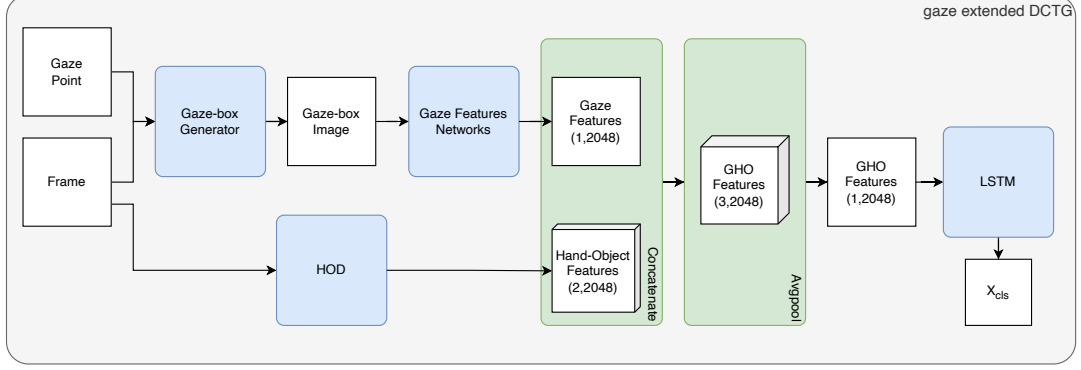 gaze extended DCTG
Gaze
Point
Gaze-box
Generator
Gaze-box
Image
Gaze Features
Networks
Gaze
Features
(1,2048)
Frame
HOD
Hand-Object
Features
(2,2048)
Concatenate
GHO
Features
(3,2048)
Avgpool
GHO
Features
(1,2048)
LSTM
Xcls